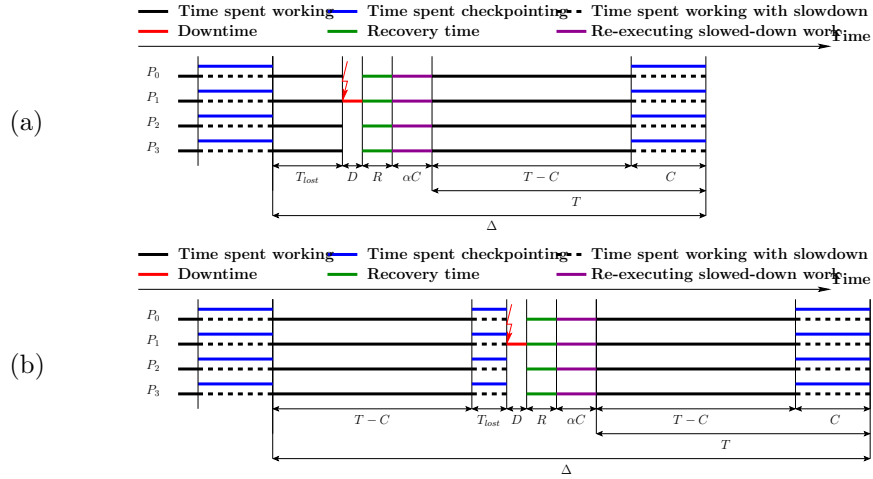 Time spent working Time spent checkpointing Time spent working with slowdown
Downtime Recovery time Re-executing slowed-down work
Time
P0
P1
P2
P3
(a)
Tlost D R αC T − C C
T
Δ
Time spent working Time spent checkpointing Time spent working with slowdown
Downtime Recovery time Re-executing slowed-down work
Time
P0
P1
P2
P3
(b)
T − C Tlost D R αC T − C C
T
Δ